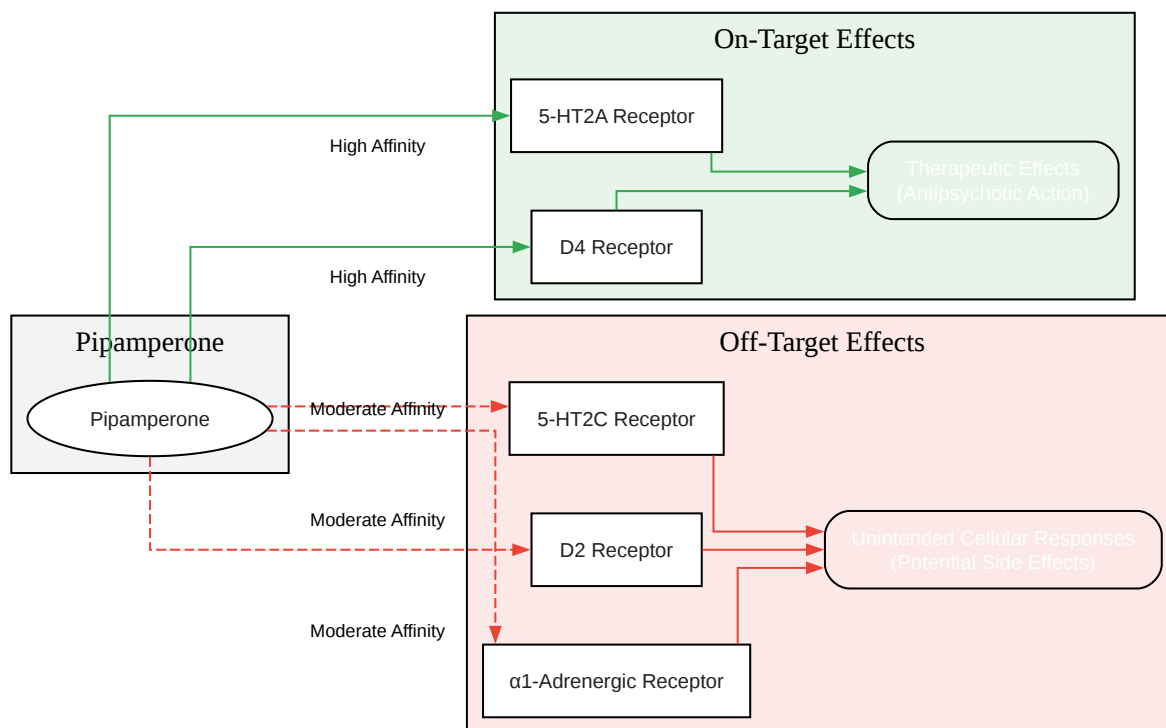 On-Target Effects
5-HT2A Receptor
High Affinity
Therapeutic Effects
(Antipsychotic Action)
D4 Receptor
High Affinity
Pipamperone
Off-Target Effects
Pipamperone
Moderate Affinity
5-HT2C Receptor
Moderate Affinity
D2 Receptor
Unintended Cellular Responses
(Potential Side Effects)
Moderate Affinity
α1-Adrenergic Receptor